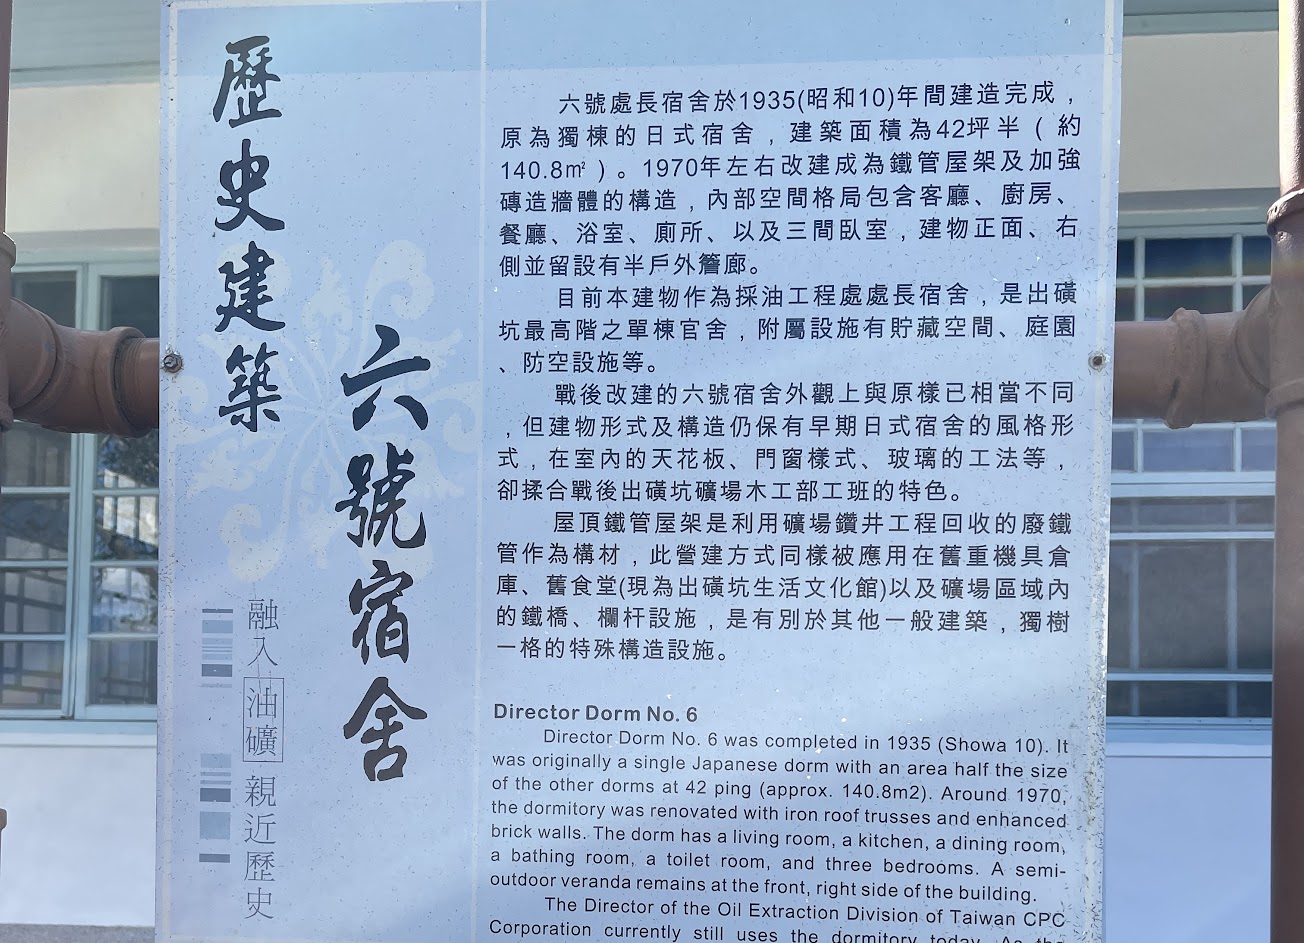 歷史建築
六號宿舍
融入油礦親近歷史
六號處長宿舍於1935(昭和10)年間建造完成，
原為獨棟的日式宿舍，建築面積為42坪半（約
140.8㎡）。1970年左右改建成為鐵管屋架及加強
磚造牆體的構造，內部空間格局包含客廳、廚房、
餐廳、浴室、廁所、以及三間臥室，建物正面、右
側並留設有半戶外簷廊。
目前本建物作為採油工程處處長宿舍，是出磺
坑最高階之單棟官舍，附屬設施有貯藏空間、庭園
、防空設施等。
戰後改建的六號宿舍外觀上與原樣已相當不同
，但建物形式及構造仍保有早期日式宿舍的風格形
式，在室內的天花板、門窗樣式、玻璃的工法等，
卻揉合戰後出磺坑礦場木工部工班的特色。
屋頂鐵管屋架是利用礦場鑽井工程回收的廢鐵
管作為構材，此營建方式同樣被應用在舊重機具倉
庫、舊食堂(現為出磺坑生活文化館)以及礦場區域內
的鐵橋、欄杆設施，是有別於其他一般建築，獨樹
一格的特殊構造設施。
Director Dorm No. 6
Director Dorm No. 6 was completed in 1935 (Showa 10). It
was originally a single Japanese dorm with an area half the size
of the other dorms at 42 ping (approx. 140.8m2). Around 1970,
the dormitory was renovated with iron roof trusses and enhanced
brick walls. The dorm has a living room, a kitchen, a dining room,
a bathing room, a toilet room, and three bedrooms. A semi-
outdoor veranda remains at the front, right side of the building.
The Director of the Oil Extraction Division of Taiwan CPC
Corporation currently still uses the dormitory today. As the